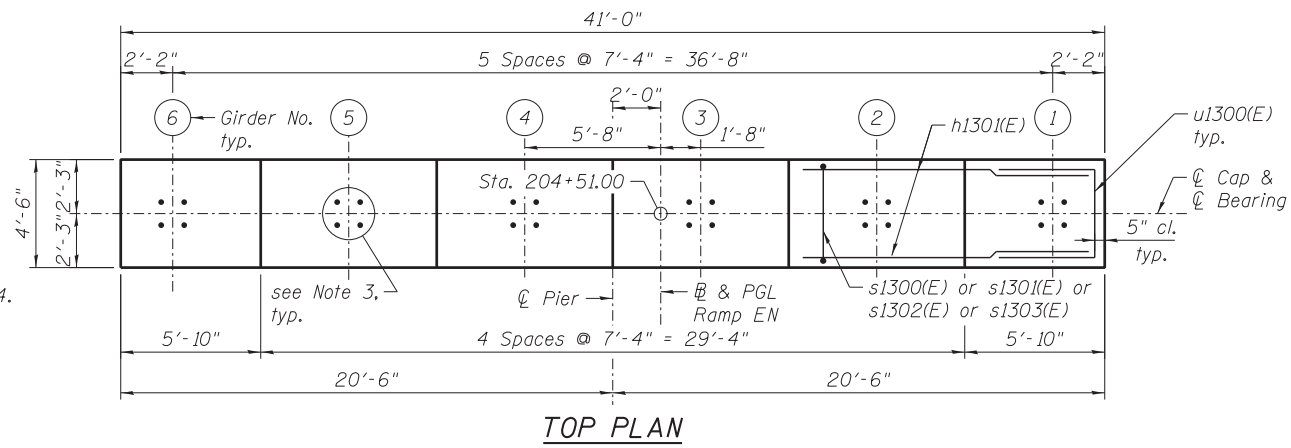 41'-0"
2'-2"
5 Spaces @ 7'-4" = 36'-8"
2'-2"
2'-0"
6
Girder No.
typ.
5
4
3
2
1
5'-8"
1'-8"
h1301(E)
u1300(E)
typ.
4'-6"
2'-3"
2'-3"
Sta. 204+51.00
℄ Cap &
℄ Bearing
5" cl.
typ.
4.
see Note 3,
typ.
℄ Pier
B & PGL
Ramp EN
s1300(E) or s1301(E) or
s1302(E) or s1303(E)
5'-10"
4 Spaces @ 7'-4" = 29'-4"
5'-10"
20'-6"
20'-6"
TOP PLAN